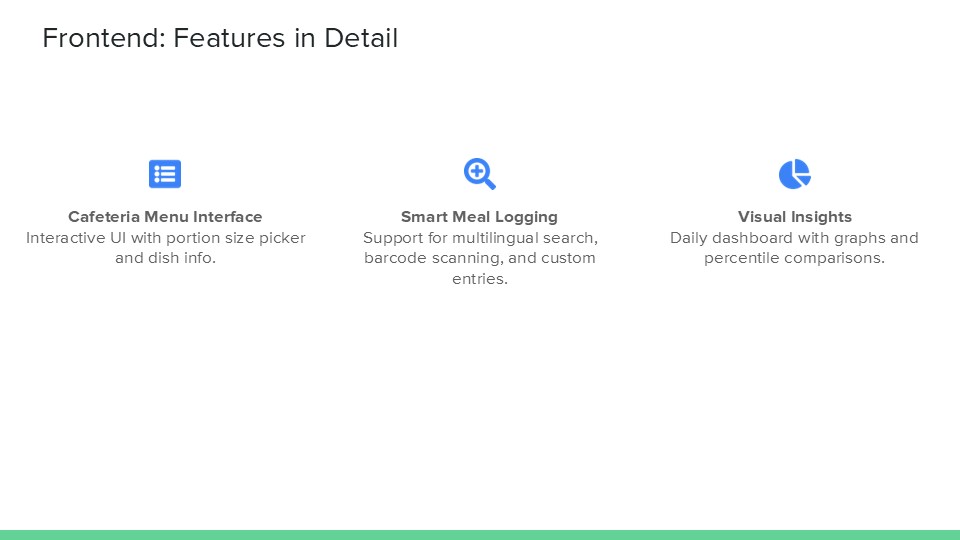 Frontend: Features in Detail
Cafeteria Menu Interface
Interactive UI with portion size picker
and dish info.
Smart Meal Logging
Support for multilingual search,
barcode scanning, and custom
entries.
Visual Insights
Daily dashboard with graphs and
percentile comparisons.